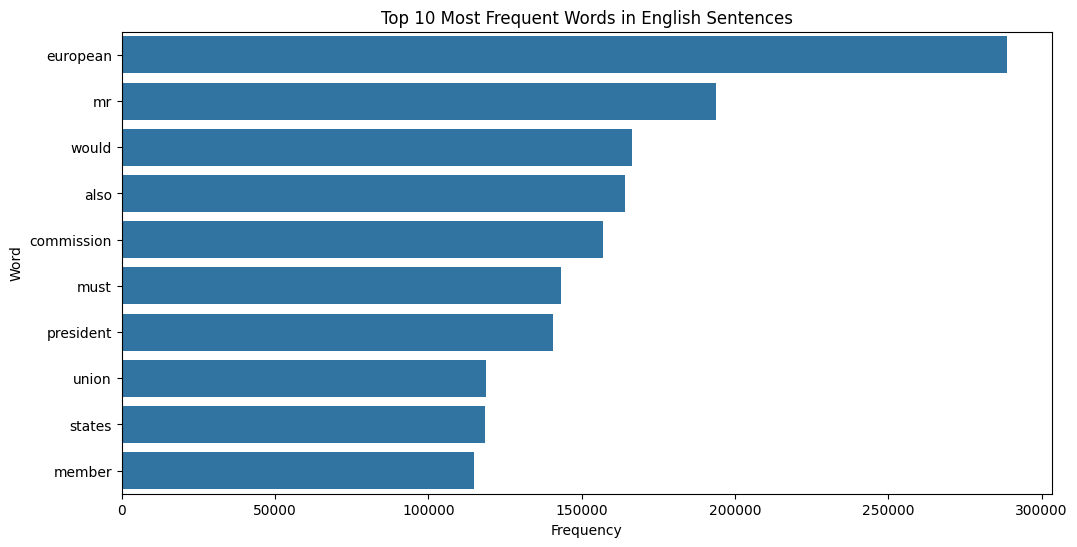 Top 10 Most Frequent Words in English Sentences
european
mr
would
also
commission
must
president
union
states
member
Word
0 50000 100000 150000 200000 250000 300000
Frequency